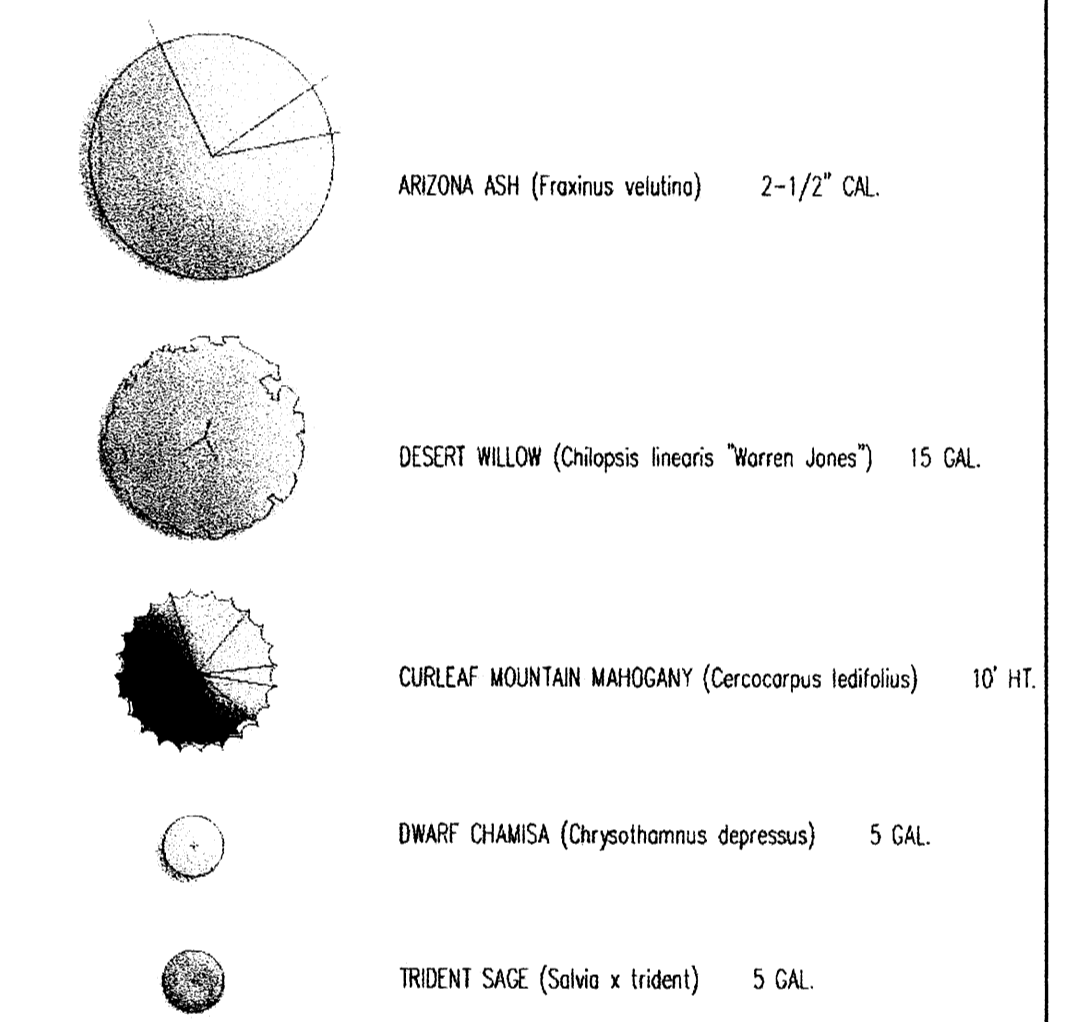 ARIZONA ASH (Fraxinus velutina) 2-1/2" CAL.
DESERT WILLOW (Chilopsis linearis "Warren Jones") 15 GAL.
CURLEAF MOUNTAIN MAHOGANY (Cercocarpus ledifolius) 10' HT.
DWARF CHAMISA (Chrysothamnus depressus) 5 GAL.
TRIDENT SAGE (Salvia x trident) 5 GAL.